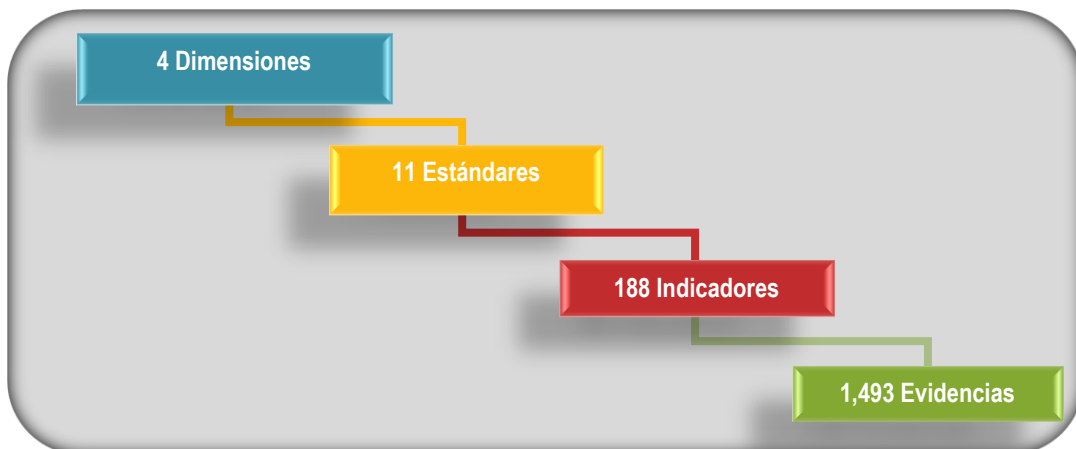 4 Dimensiones
11 Estándares
188 Indicadores
1,493 Evidencias